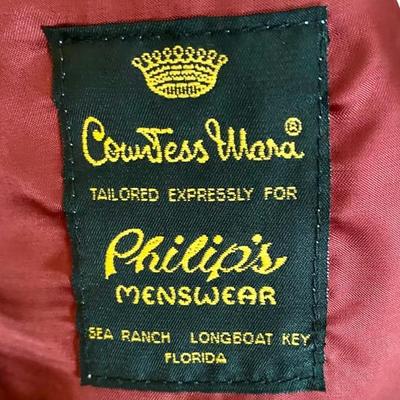 Countess Mara®
TAILORED EXPRESSLY FOR
Philip's
MENSWEAR
SEA RANCH LONGBOAT KEY
FLORIDA